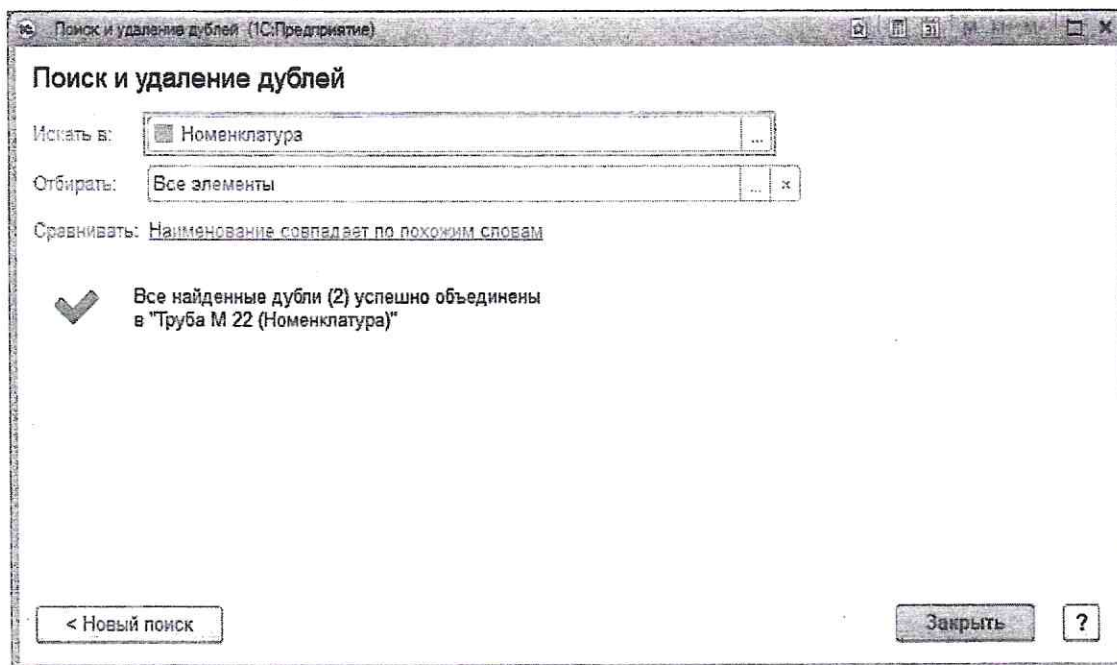 Поиск и удаление дублей (1С:Предприятие)
31 M M+ M-
Поиск и удаление дублей
Искать в: Номенклатура ...
Отбирать: Все элементы ... x
Сравнивать: Наименование совпадает по похожим словам
Все найденные дубли (2) успешно объединены
в "Труба М 22 (Номенклатура)"
< Новый поиск Закрыть ?